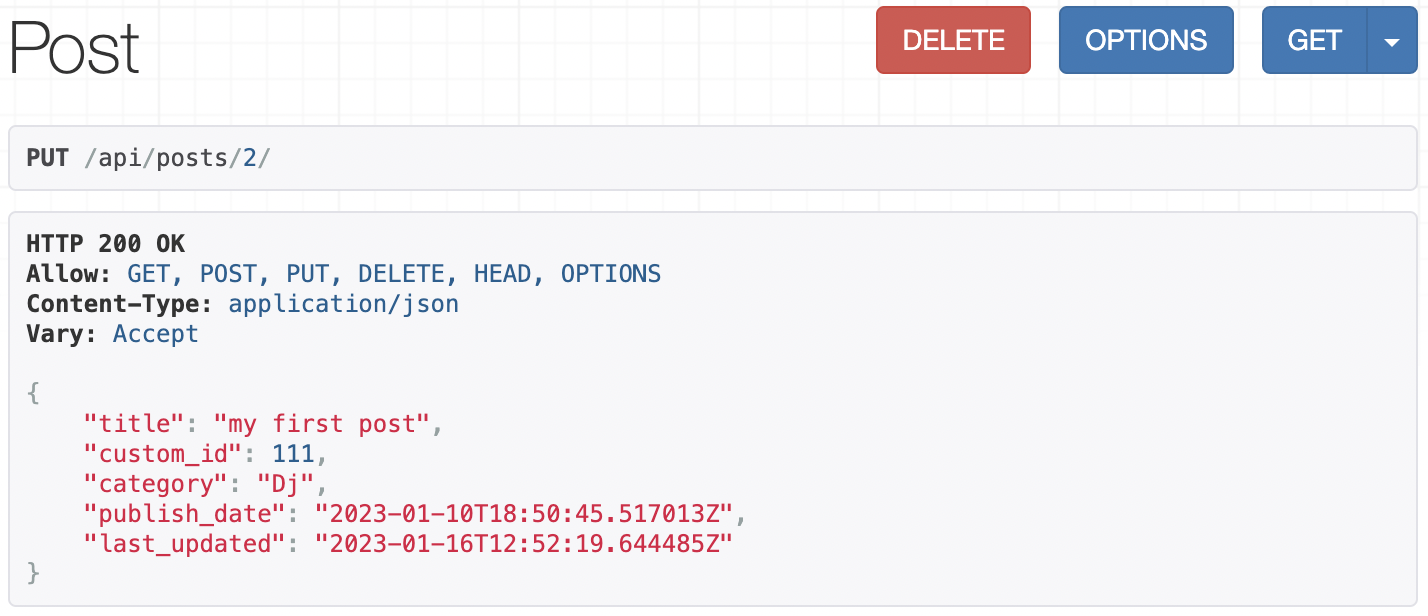 Post
DELETE
OPTIONS
GET
PUT /api/posts/2/
HTTP 200 OK
Allow: GET, POST, PUT, DELETE, HEAD, OPTIONS
Content-Type: application/json
Vary: Accept
{
    "title": "my first post",
    "custom_id": 111,
    "category": "Dj",
    "publish_date": "2023-01-10T18:50:45.517013Z",
    "last_updated": "2023-01-16T12:52:19.644485Z"
}